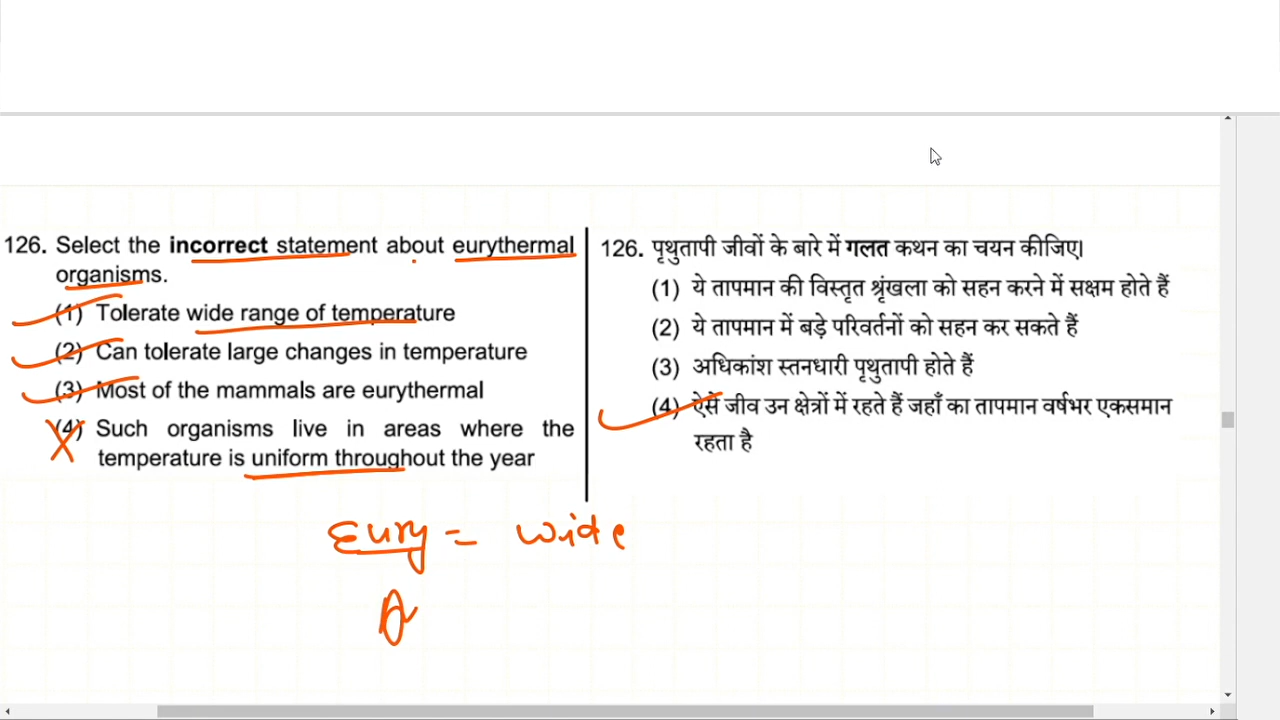 126. Select the incorrect statement about eurythermal
organisms.
(1) Tolerate wide range of temperature
(2) Can tolerate large changes in temperature
(3) Most of the mammals are eurythermal
(4) Such organisms live in areas where the
temperature is uniform throughout the year
126. पृथुतापी जीवों के बारे में गलत कथन का चयन कीजिए।
(1) ये तापमान की विस्तृत श्रृंखला को सहन करने में सक्षम होते हैं
(2) ये तापमान में बड़े परिवर्तनों को सहन कर सकते हैं
(3) अधिकांश स्तनधारी पृथुतापी होते हैं
(4) ऐसे जीव उन क्षेत्रों में रहते हैं जहाँ का तापमान वर्षभर एकसमान
रहता है
Eury = wide